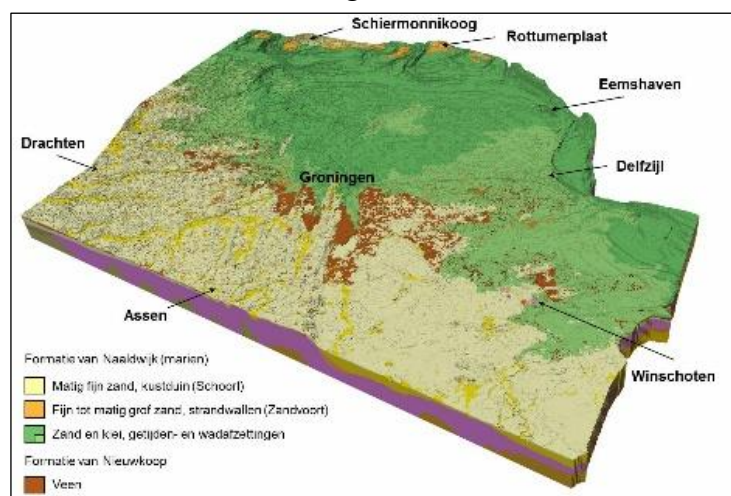 Schiermonnikoog
Rottumerplaat
Eemshaven
Drachten
Delfzijl
Groningen
Assen
Winschoten
Formatie van Naaldwijk (marien)
Matig fijn zand, kustduin (Schoorl)
Fijn tot matig grof zand, strandwallen (Zandvoort)
Zand en klei, getijden- en wadafzettingen
Formatie van Nieuwkoop
Veen